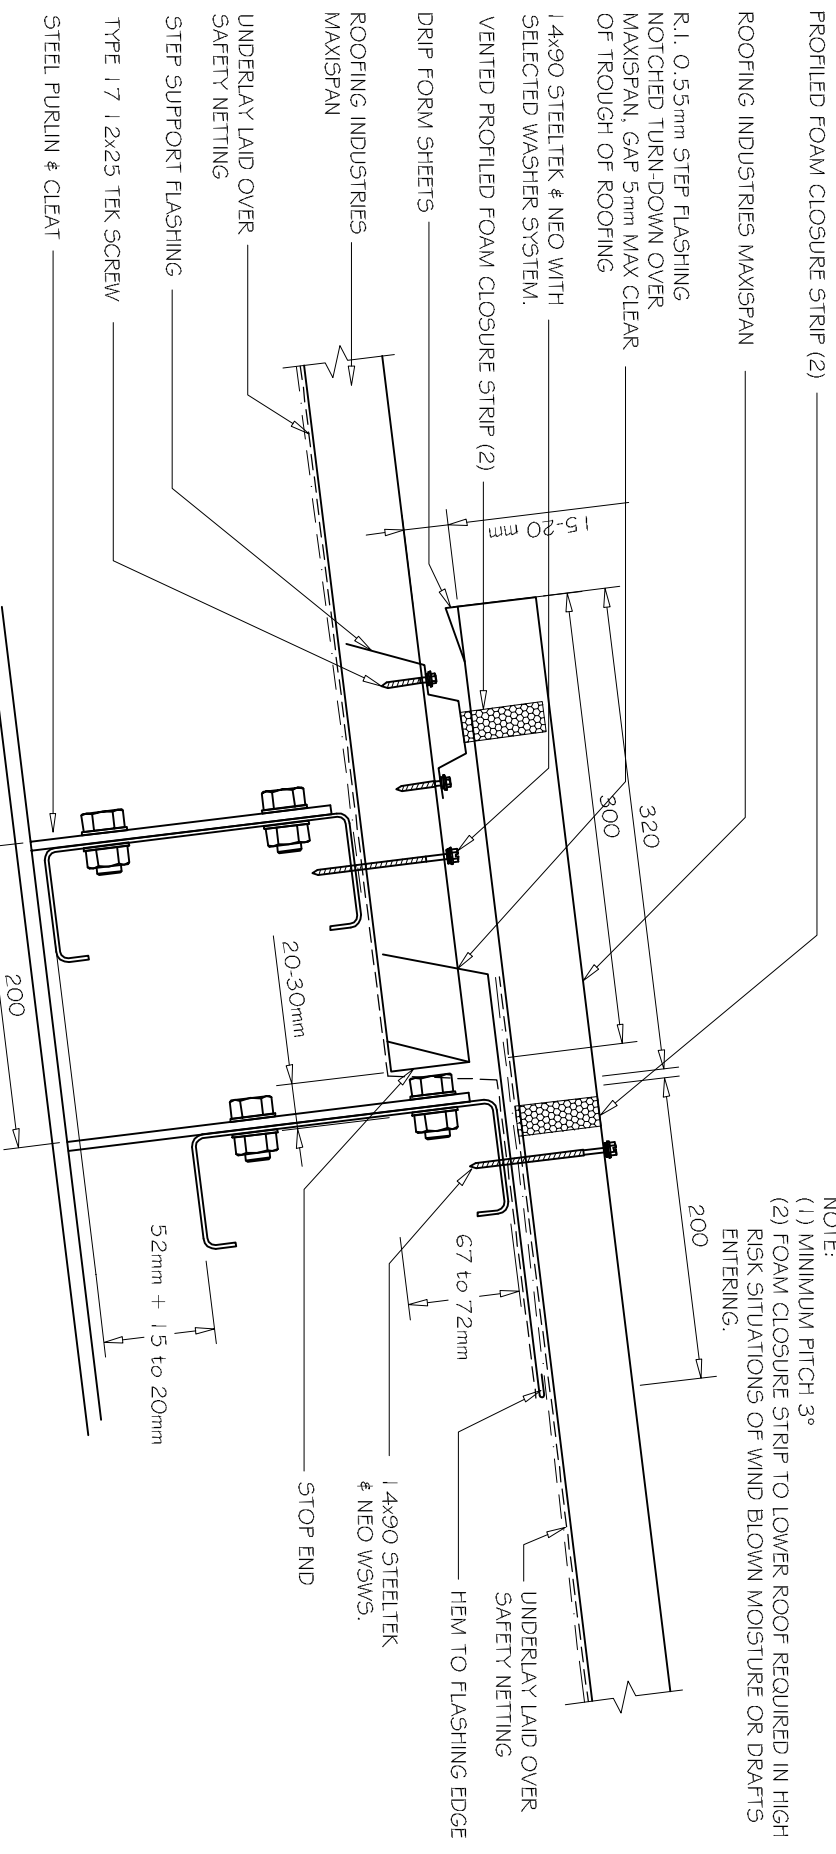 PROFILED FOAM CLOSURE STRIP (2)
ROOFING INDUSTRIES MAXISPAN
R.I. 0.55mm STEP FLASHING
NOTCHED TURN-DOWN OVER
MAXISPAN, GAP 5mm MAX CLEAR
OF TROUGH OF ROOFING
14x90 STEELTEK & NEO WITH
SELECTED WASHER SYSTEM.
VENTED PROFILED FOAM CLOSURE STRIP (2)
DRIP FORM SHEETS
ROOFING INDUSTRIES
MAXISPAN
UNDERLAY LAID OVER
SAFETY NETTING
STEP SUPPORT FLASHING
TYPE 17 12x25 TEK SCREW
STEEL PURLIN & CLEAT
15-20 mm
320
300
200
20-30mm
200
67 to 72mm
52mm + 15 to 20mm
NOTE:
(1) MINIMUM PITCH 3°
(2) FOAM CLOSURE STRIP TO LOWER ROOF REQUIRED IN HIGH
RISK SITUATIONS OF WIND BLOWN MOISTURE OR DRAFTS
ENTERING.
UNDERLAY LAID OVER
SAFETY NETTING
HEM TO FLASHING EDGE
14x90 STEELTEK
& NEO WSWS.
STOP END